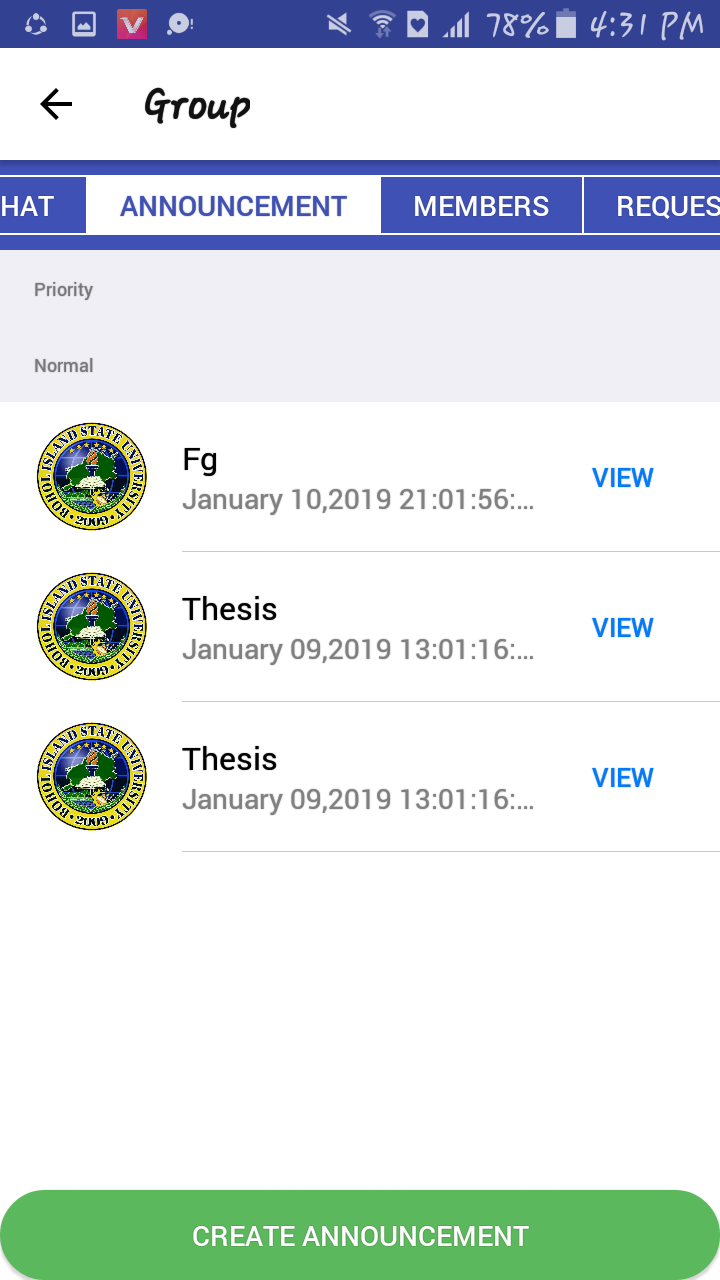 78% 4:31 PM
Group
HAT ANNOUNCEMENT MEMBERS REQUES
Priority
Normal
BOHOL ISLAND STATE UNIVERSITY
• 2009 •
Fg
January 10,2019 21:01:56:...
VIEW
BOHOL ISLAND STATE UNIVERSITY
• 2009 •
Thesis
January 09,2019 13:01:16:...
VIEW
BOHOL ISLAND STATE UNIVERSITY
• 2009 •
Thesis
January 09,2019 13:01:16:...
VIEW
CREATE ANNOUNCEMENT